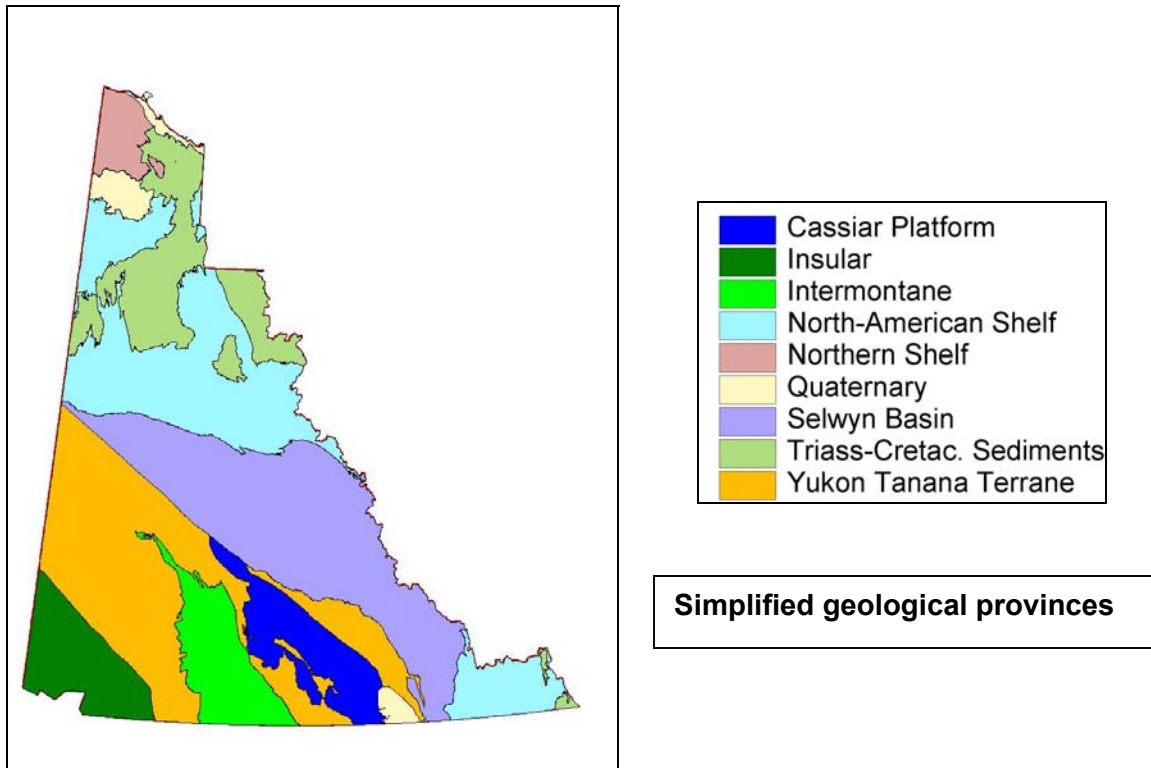 Cassiar Platform
Insular
Intermontane
North-American Shelf
Northern Shelf
Quaternary
Selwyn Basin
Triass-Cretac. Sediments
Yukon Tanana Terrane
Simplified geological provinces